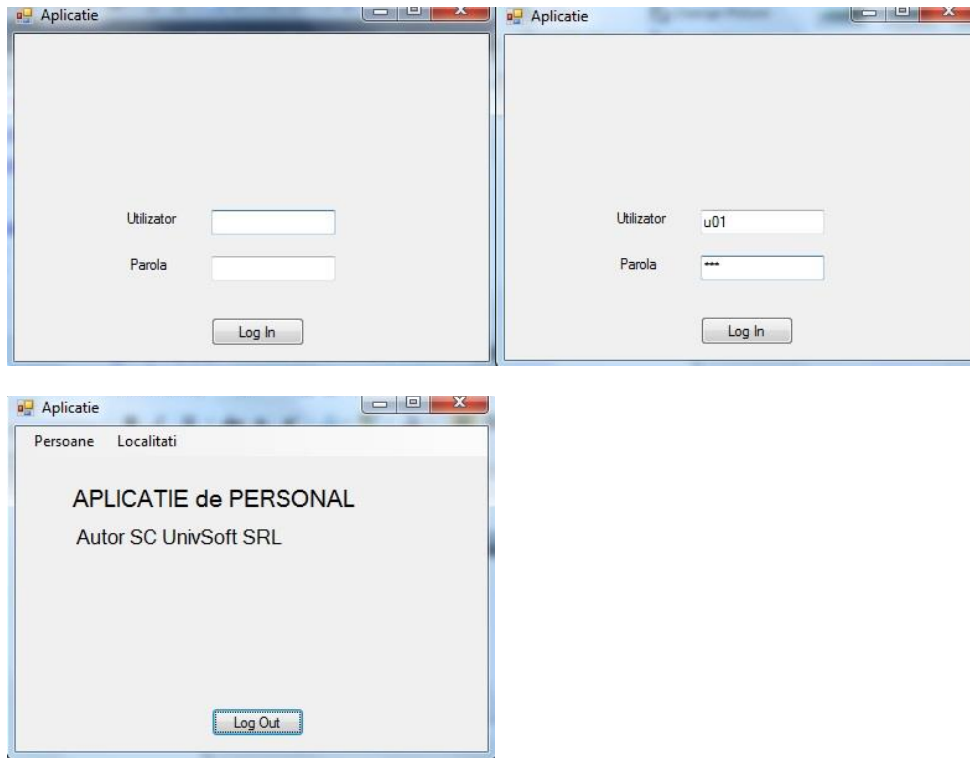 Aplicatie
Utilizator
Parola
Log In
Aplicatie
Utilizator u01
Parola ***
Log In
Aplicatie
Persoane Localitati
APLICATIE de PERSONAL
Autor SC UnivSoft SRL
Log Out